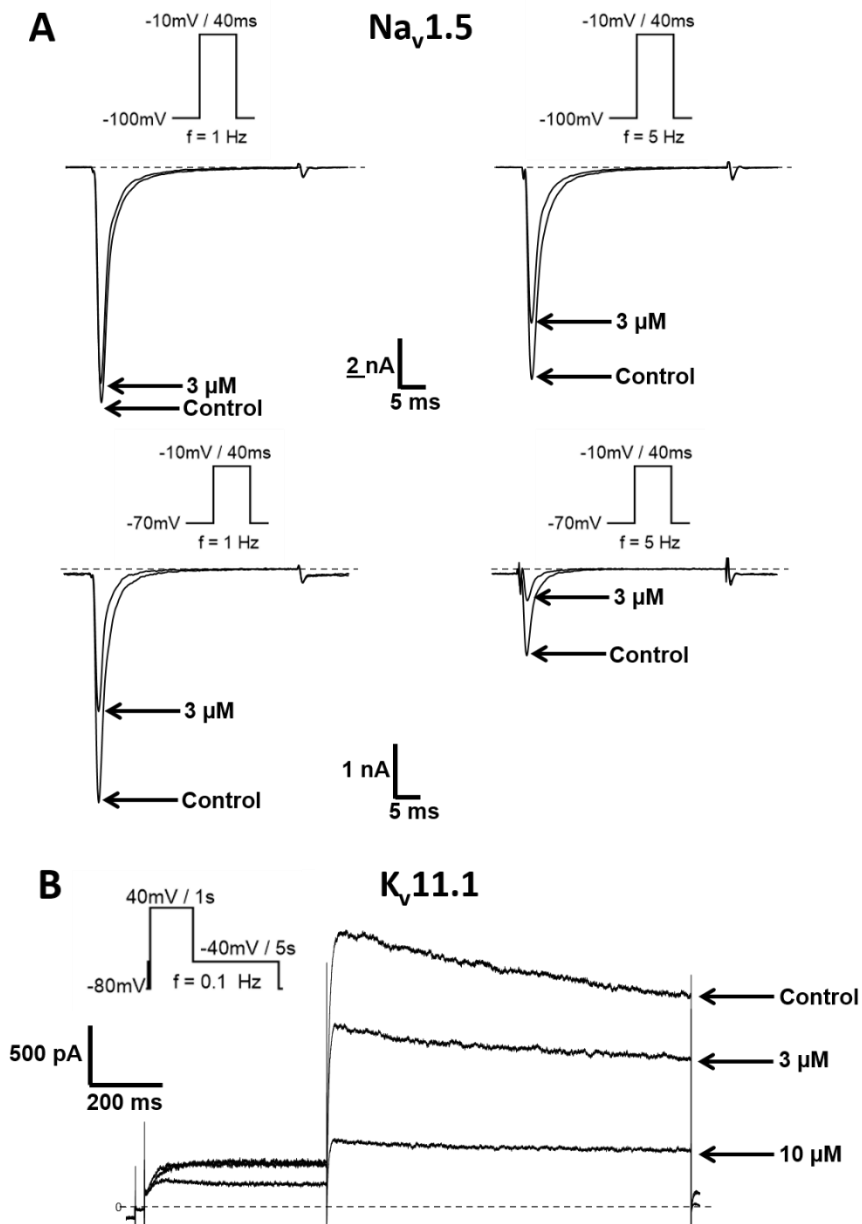 A
Nav1.5
-10mV / 40ms
-100mV
f = 1 Hz
-10mV / 40ms
-100mV
f = 5 Hz
3 µM
Control
2 nA
5 ms
3 µM
Control
-10mV / 40ms
-70mV
f = 1 Hz
-10mV / 40ms
-70mV
f = 5 Hz
3 µM
Control
1 nA
5 ms
3 µM
Control
B
Kv11.1
40mV / 1s
-40mV / 5s
-80mV
f = 0.1 Hz
500 pA
200 ms
Control
3 µM
10 µM
0